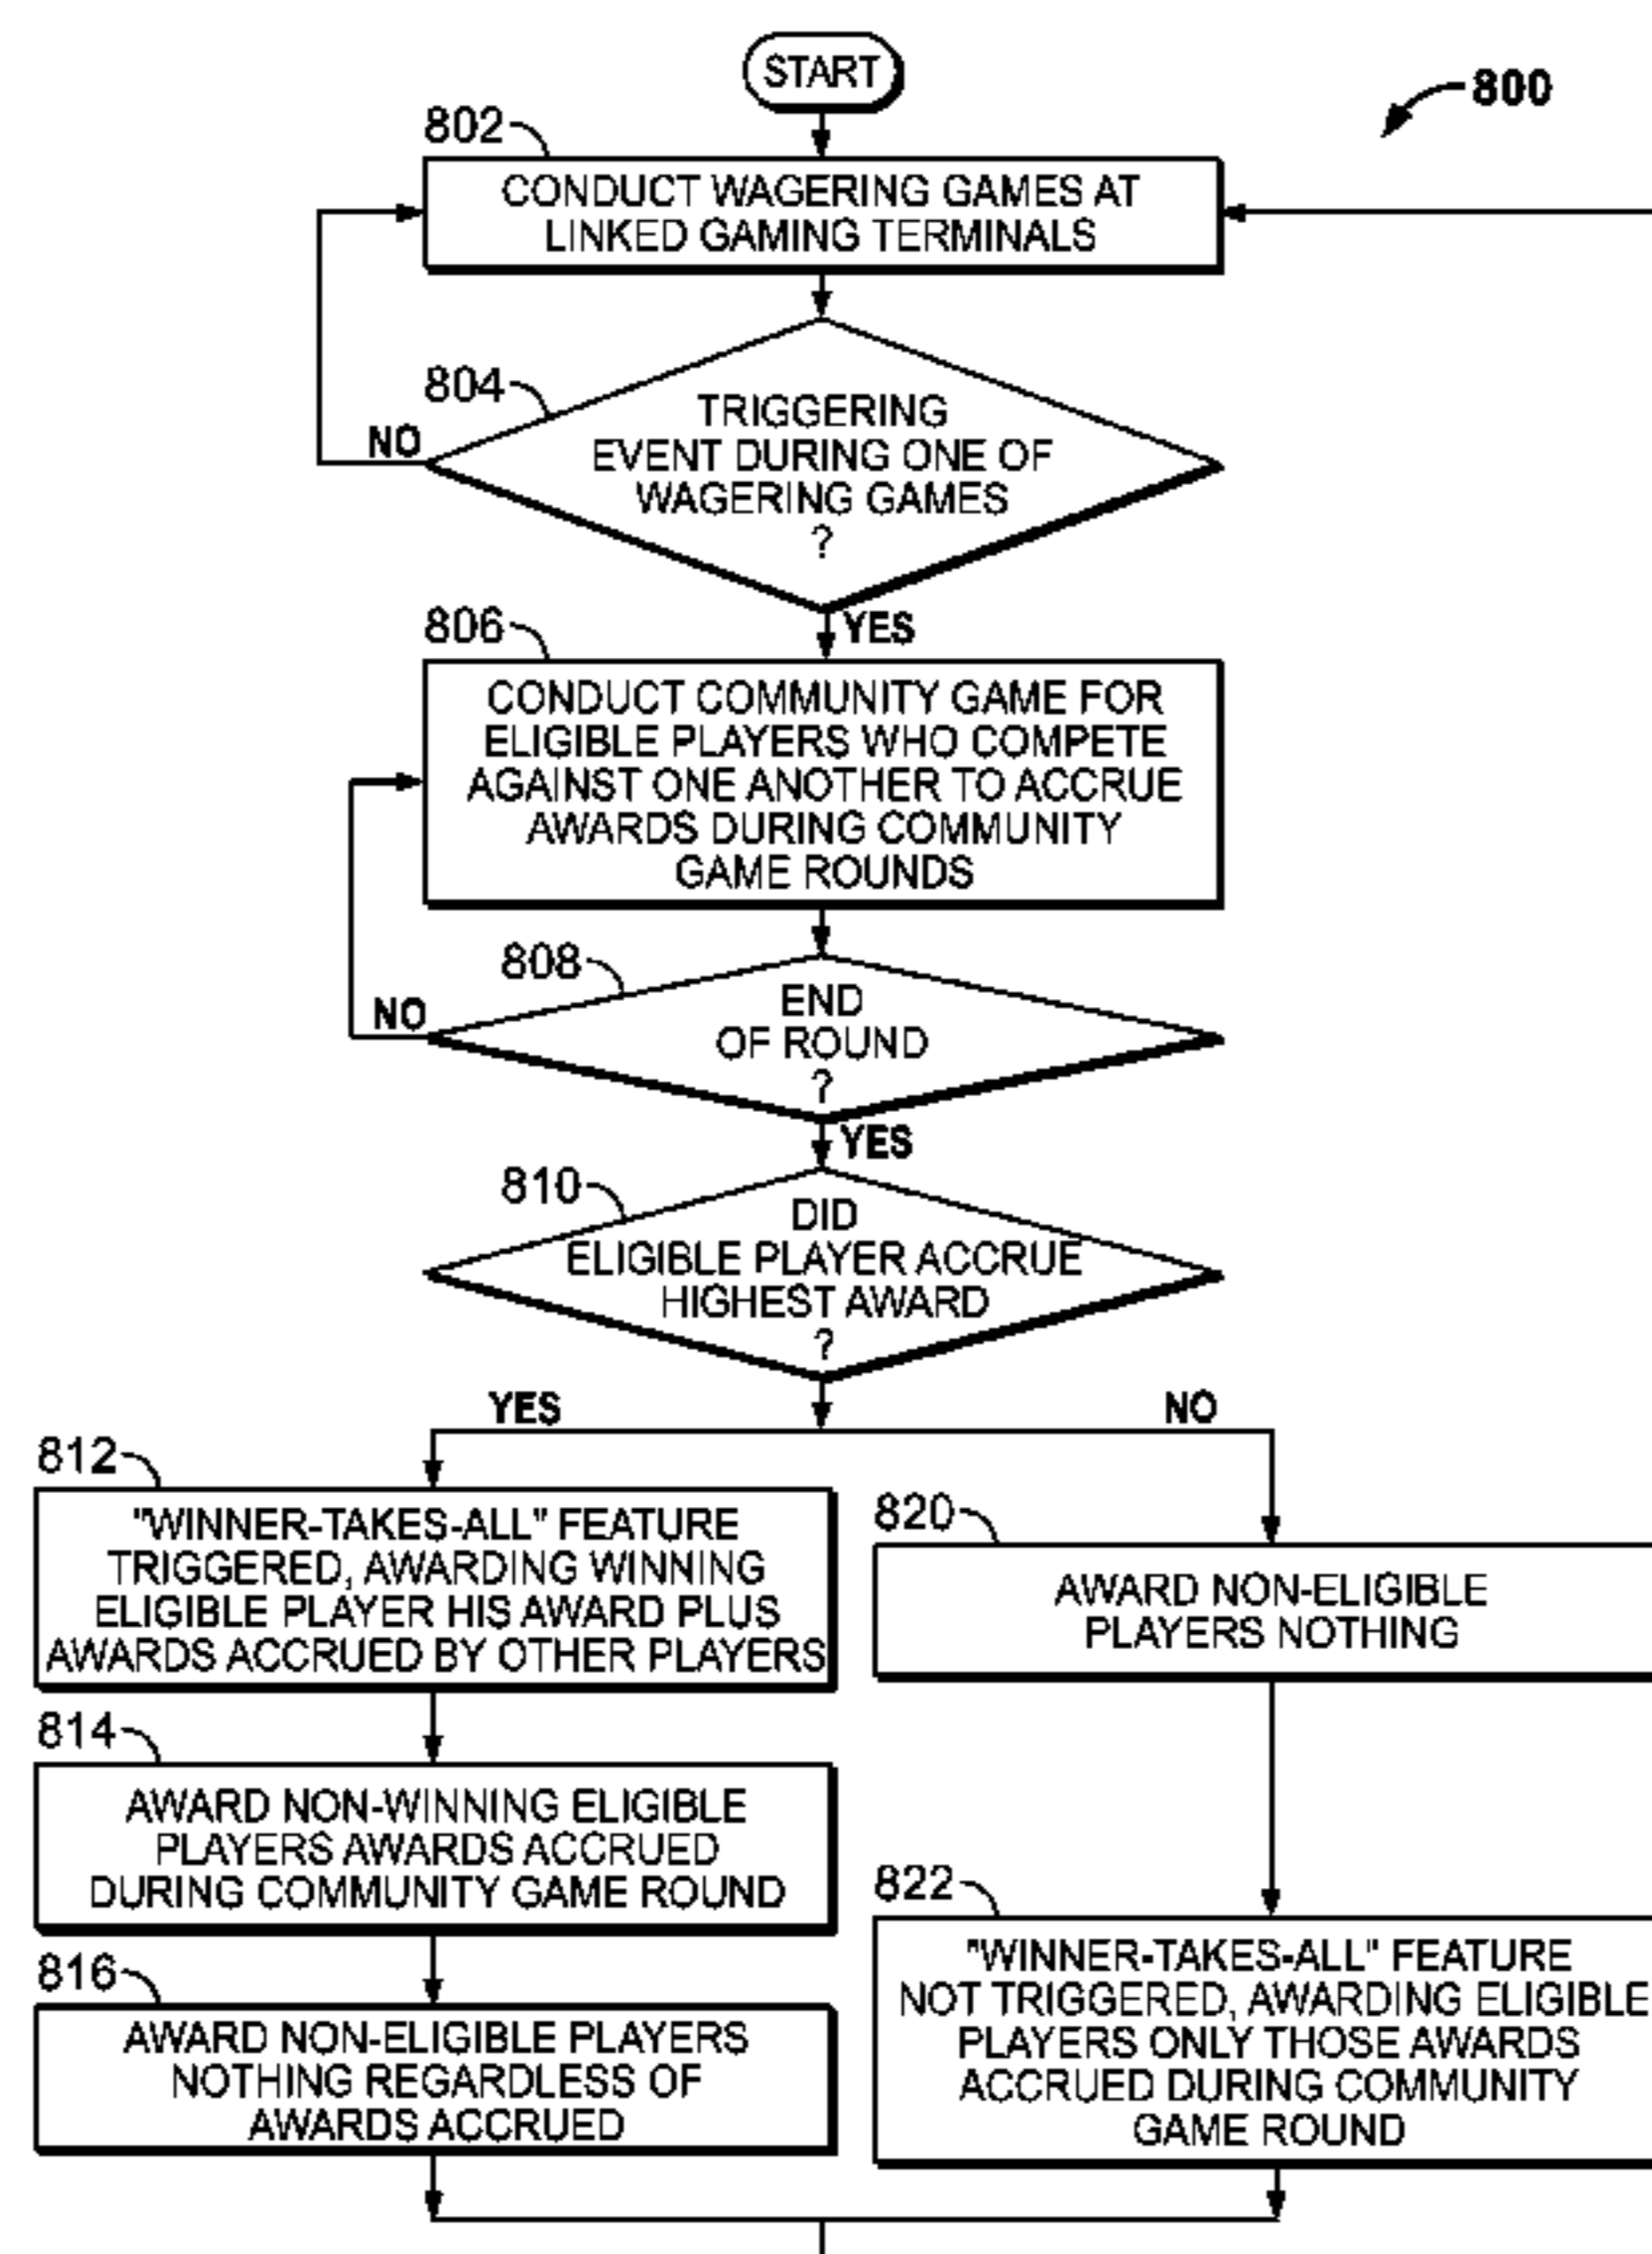 START
800
802
CONDUCT WAGERING GAMES AT
LINKED GAMING TERMINALS
804
NO
TRIGGERING
EVENT DURING ONE OF
WAGERING GAMES
?
YES
806
CONDUCT COMMUNITY GAME FOR
ELIGIBLE PLAYERS WHO COMPETE
AGAINST ONE ANOTHER TO ACCRUE
AWARDS DURING COMMUNITY
GAME ROUNDS
808
NO
END
OF ROUND
?
YES
810
DID
ELIGIBLE PLAYER ACCRUE
HIGHEST AWARD
?
YES
NO
812
"WINNER-TAKES-ALL" FEATURE
TRIGGERED, AWARDING WINNING
ELIGIBLE PLAYER HIS AWARD PLUS
AWARDS ACCRUED BY OTHER PLAYERS
814
AWARD NON-WINNING ELIGIBLE
PLAYERS AWARDS ACCRUED
DURING COMMUNITY GAME ROUND
816
AWARD NON-ELIGIBLE PLAYERS
NOTHING REGARDLESS OF
AWARDS ACCRUED
820
AWARD NON-ELIGIBLE
PLAYERS NOTHING
822
"WINNER-TAKES-ALL" FEATURE
NOT TRIGGERED, AWARDING ELIGIBLE
PLAYERS ONLY THOSE AWARDS
ACCRUED DURING COMMUNITY
GAME ROUND